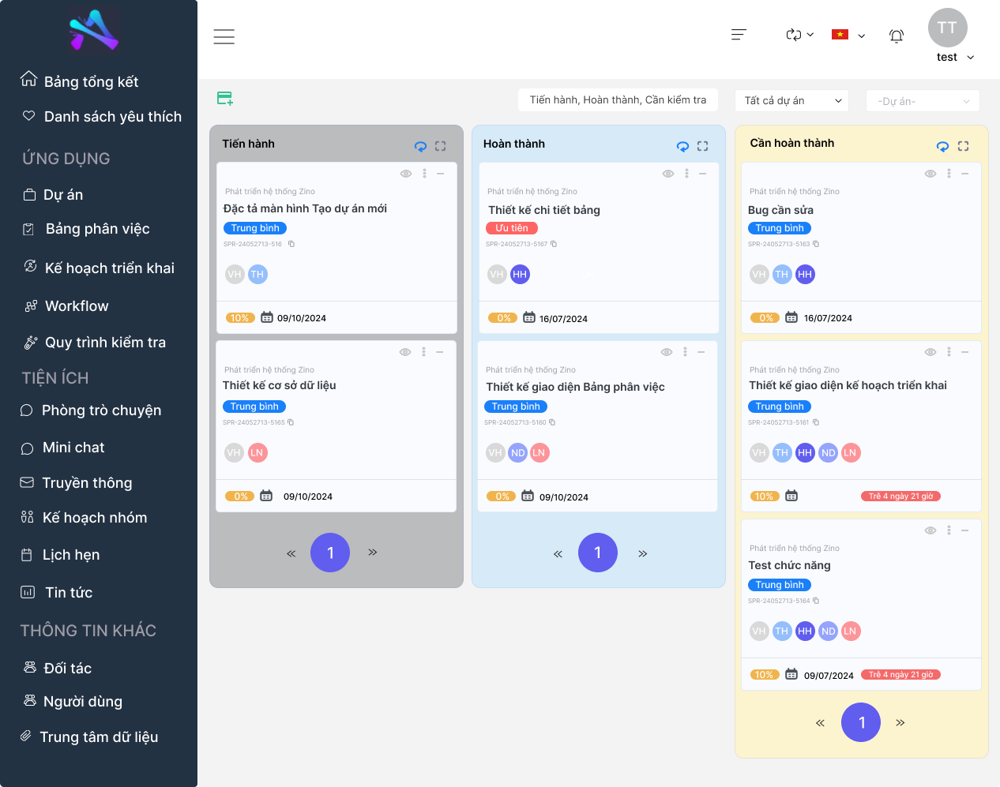 Bảng tổng kết
Danh sách yêu thích
ỨNG DỤNG
Dự án
Bảng phân việc
Kế hoạch triển khai
Workflow
Quy trình kiểm tra
TIỆN ÍCH
Phòng trò chuyện
Mini chat
Truyền thông
Kế hoạch nhóm
Lịch hẹn
Tin tức
THÔNG TIN KHÁC
Đối tác
Người dùng
Trung tâm dữ liệu
TT
test
Tiến hành, Hoàn thành, Cần kiểm tra
Tất cả dự án
-Dự án-
Tiến hành
Phát triển hệ thống Zino
Đặc tả màn hình Tạo dự án mới
Trung bình
SPR-24052713-516
VH TH
10% 09/10/2024
Phát triển hệ thống Zino
Thiết kế cơ sở dữ liệu
Trung bình
SPR-24052713-5165
VH LN
0% 09/10/2024
« 1 »
Hoàn thành
Phát triển hệ thống Zino
Thiết kế chi tiết bảng
Ưu tiên
SPR-24052713-5167
VH HH
0% 16/07/2024
Phát triển hệ thống Zino
Thiết kế giao diện Bảng phân việc
Trung bình
SPR-24052713-5160
VH ND LN
0% 09/10/2024
« 1 »
Cần hoàn thành
Phát triển hệ thống Zino
Bug cần sửa
Trung bình
SPR-24052713-5163
VH TH HH
0% 16/07/2024
Phát triển hệ thống Zino
Thiết kế giao diện kế hoạch triển khai
Trung bình
SPR-24052713-5161
VH TH HH ND LN
10% Trễ 4 ngày 21 giờ
Phát triển hệ thống Zino
Test chức năng
Trung bình
SPR-24052713-5164
VH TH HH ND LN
10% 09/07/2024 Trễ 4 ngày 21 giờ
« 1 »